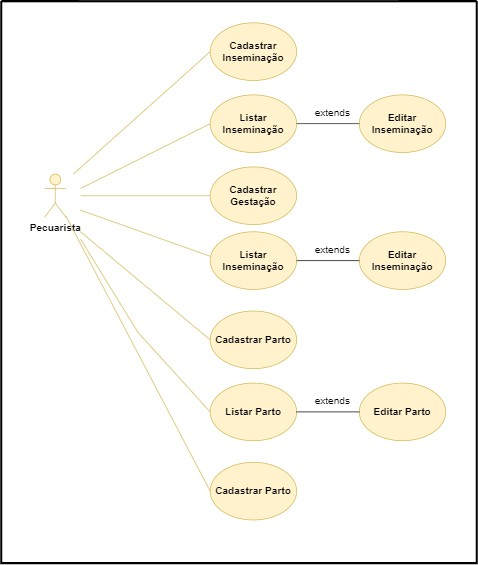 Cadastrar
Inseminação
Listar
Inseminação
extends
Editar
Inseminação
Cadastrar
Gestação
Pecuarista
Listar
Inseminação
extends
Editar
Inseminação
Cadastrar Parto
Listar Parto
extends
Editar Parto
Cadastrar Parto